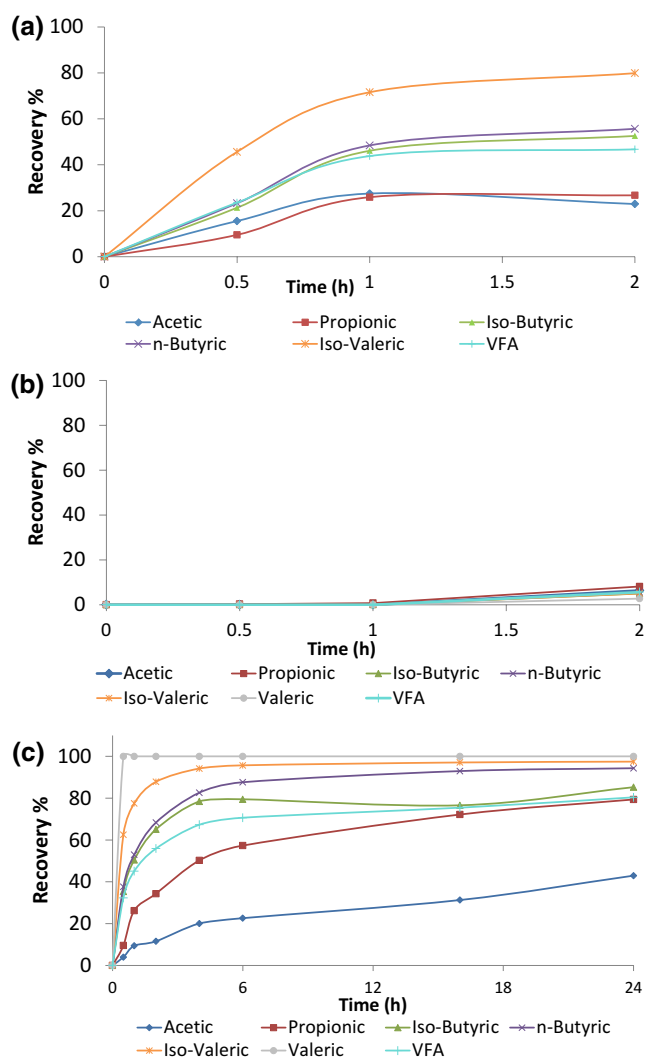 (a)
100
80
60
40
20
0
Recovery %
0 0.5 1 1.5 2
Time (h)
Acetic Propionic Iso-Butyric
n-Butyric Iso-Valeric VFA
(b)
100
80
60
40
20
0
Recovery %
0 0.5 1 1.5 2
Time (h)
Acetic Propionic Iso-Butyric n-Butyric
Iso-Valeric Valeric VFA
(c)
100
80
60
40
20
0
Recovery %
0 6 12 18 24
Time (h)
Acetic Propionic Iso-Butyric n-Butyric
Iso-Valeric Valeric VFA